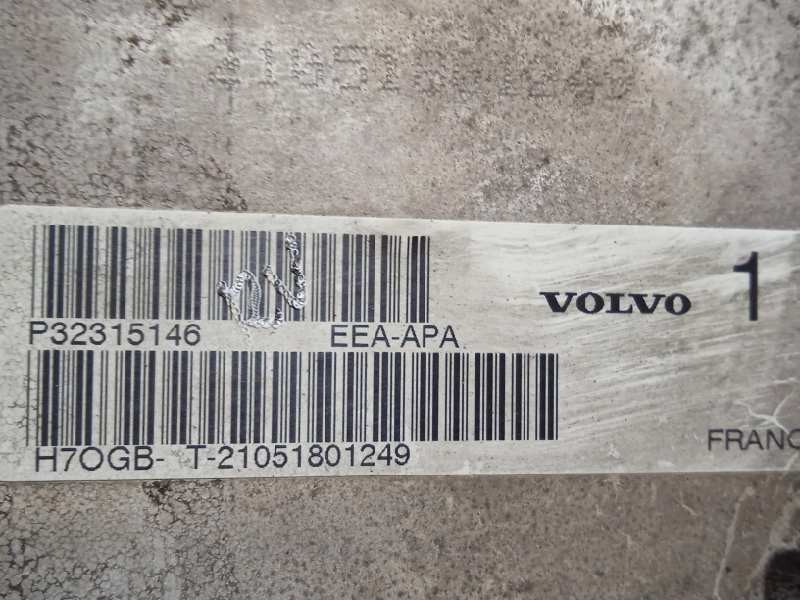 VOLVO 1
P32315146 EEA-APA
FRANC
H7OGB- T-21051801249